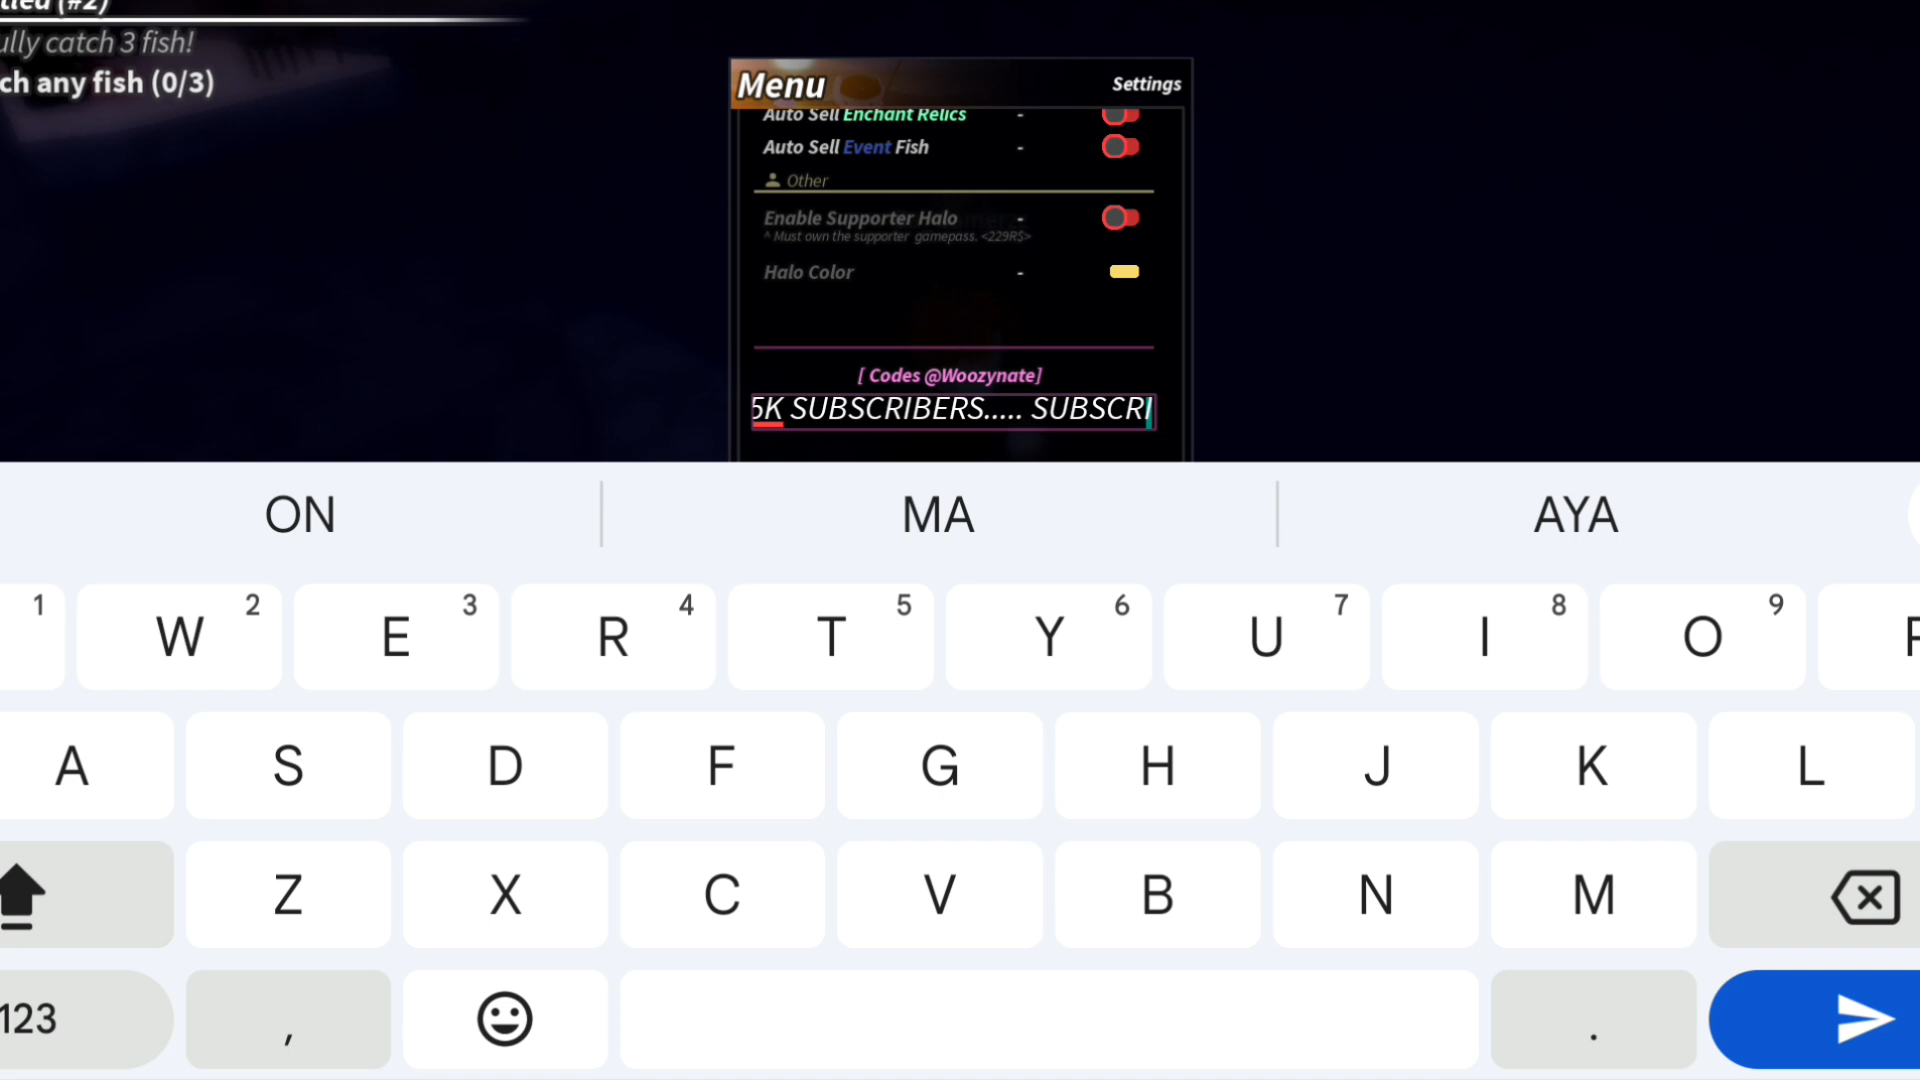 (#2)
ully catch 3 fish!
ch any fish (0/3)
Menu
Settings
Auto Sell Enchant Relics -
Auto Sell Event Fish -
Other
Enable Supporter Halo -
^ Must own the supporter gamepass. <229R$>
Halo Color -
[ Codes @Woozynate]
5K SUBSCRIBERS..... SUBSCRI
ON MA AYA
1 W 2 E 3 R 4 T 5 Y 6 U 7 I 8 O 9
A S D F G H J K L
Z X C V B N M
123 , .